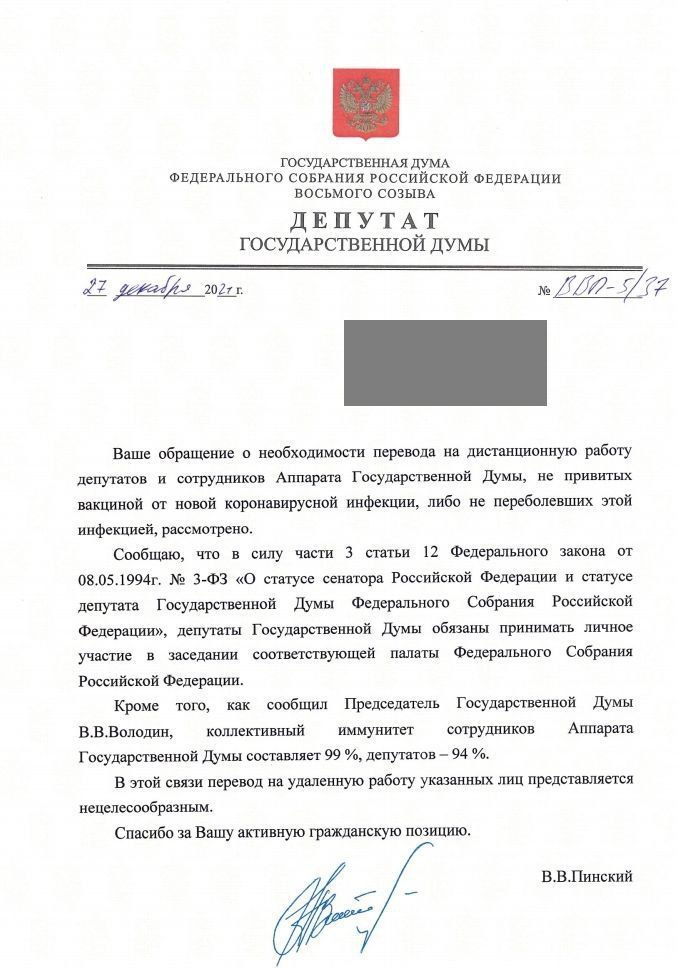 ГОСУДАРСТВЕННАЯ ДУМА
ФЕДЕРАЛЬНОГО СОБРАНИЯ РОССИЙСКОЙ ФЕДЕРАЦИИ
ВОСЬМОГО СОЗЫВА
ДЕПУТАТ
ГОСУДАРСТВЕННОЙ ДУМЫ
27 декабря 2021 г. № ВВП-5/37
Ваше обращение о необходимости перевода на дистанционную работу
депутатов и сотрудников Аппарата Государственной Думы, не привитых
вакциной от новой коронавирусной инфекции, либо не переболевших этой
инфекцией, рассмотрено.
Сообщаю, что в силу части 3 статьи 12 Федерального закона от
08.05.1994г. № 3-ФЗ «О статусе сенатора Российской Федерации и статусе
депутата Государственной Думы Федерального Собрания Российской
Федерации», депутаты Государственной Думы обязаны принимать личное
участие в заседании соответствующей палаты Федерального Собрания
Российской Федерации.
Кроме того, как сообщил Председатель Государственной Думы
В.В.Володин, коллективный иммунитет сотрудников Аппарата
Государственной Думы составляет 99 %, депутатов – 94 %.
В этой связи перевод на удаленную работу указанных лиц представляется
нецелесообразным.
Спасибо за Вашу активную гражданскую позицию.
В.В.Пинский